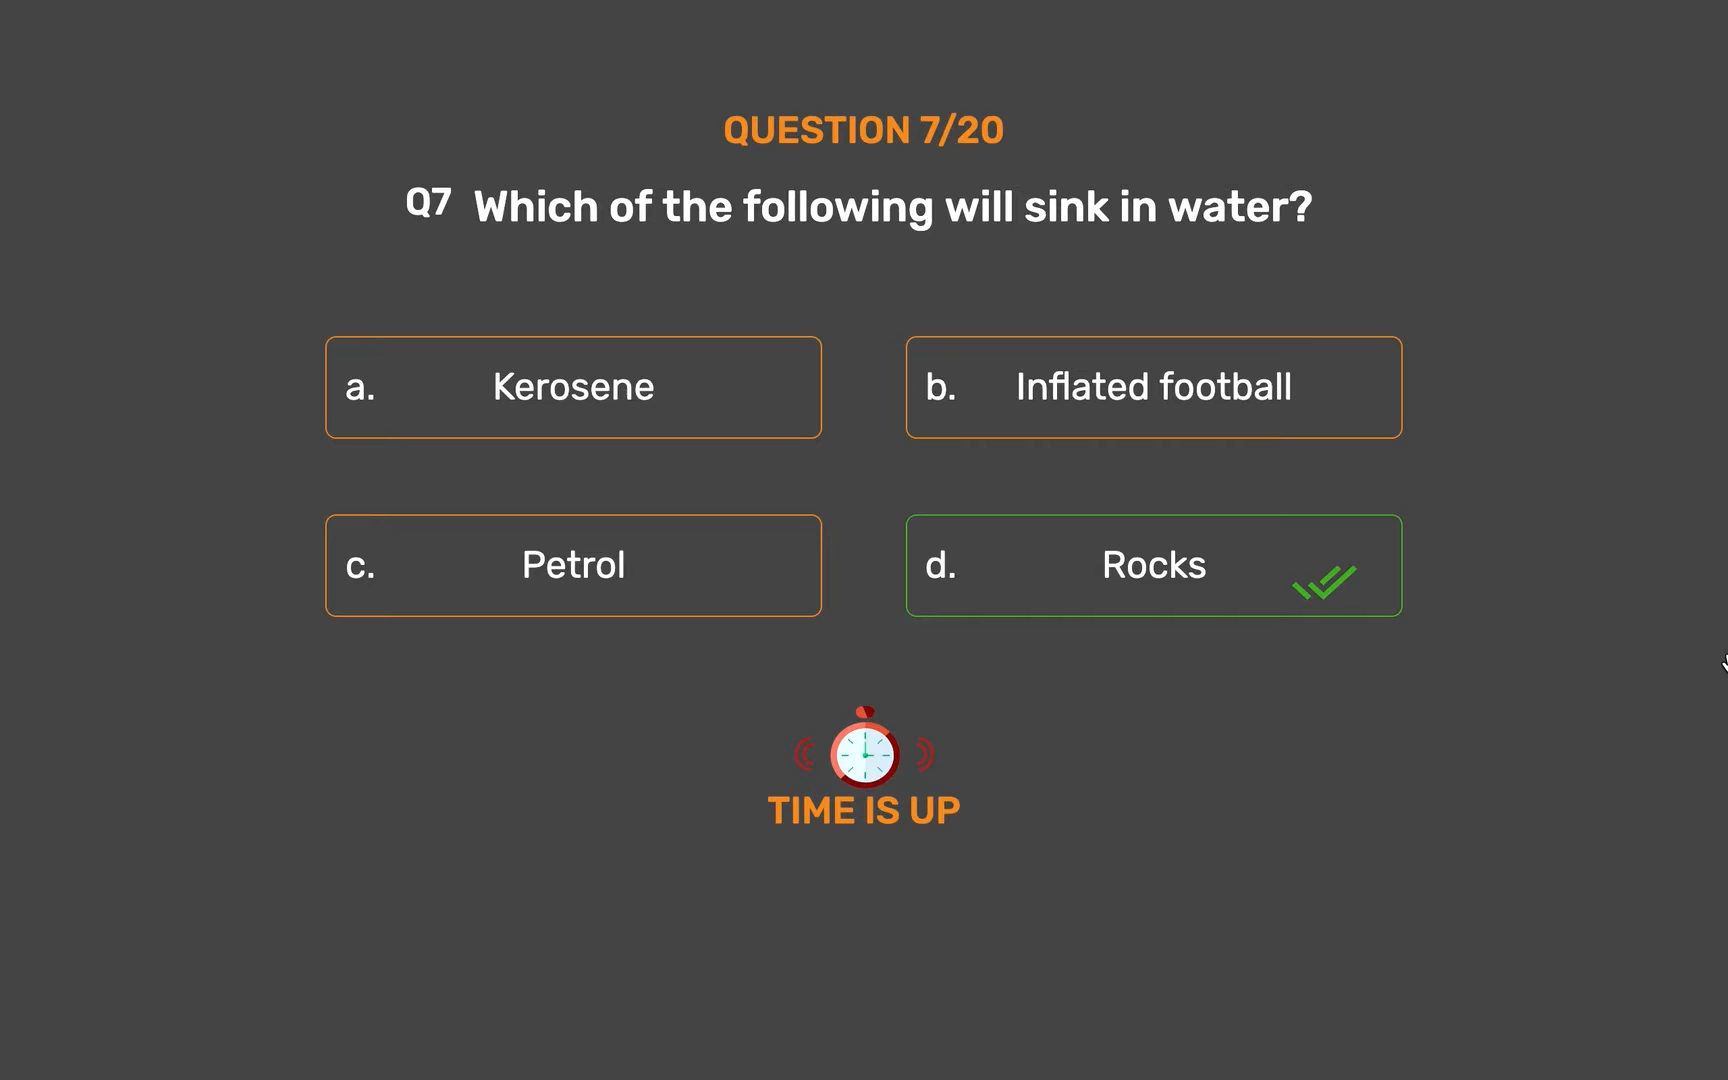 QUESTION 7/20
Q7 Which of the following will sink in water?
a. Kerosene
b. Inflated football
c. Petrol
d. Rocks
TIME IS UP